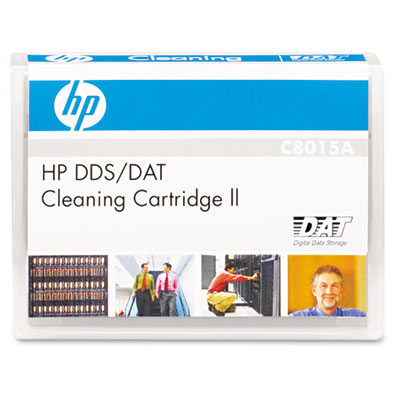 Cleaning
hp
C8015A
HP DDS/DAT
Cleaning Cartridge II
DAT
Digital Data Storage